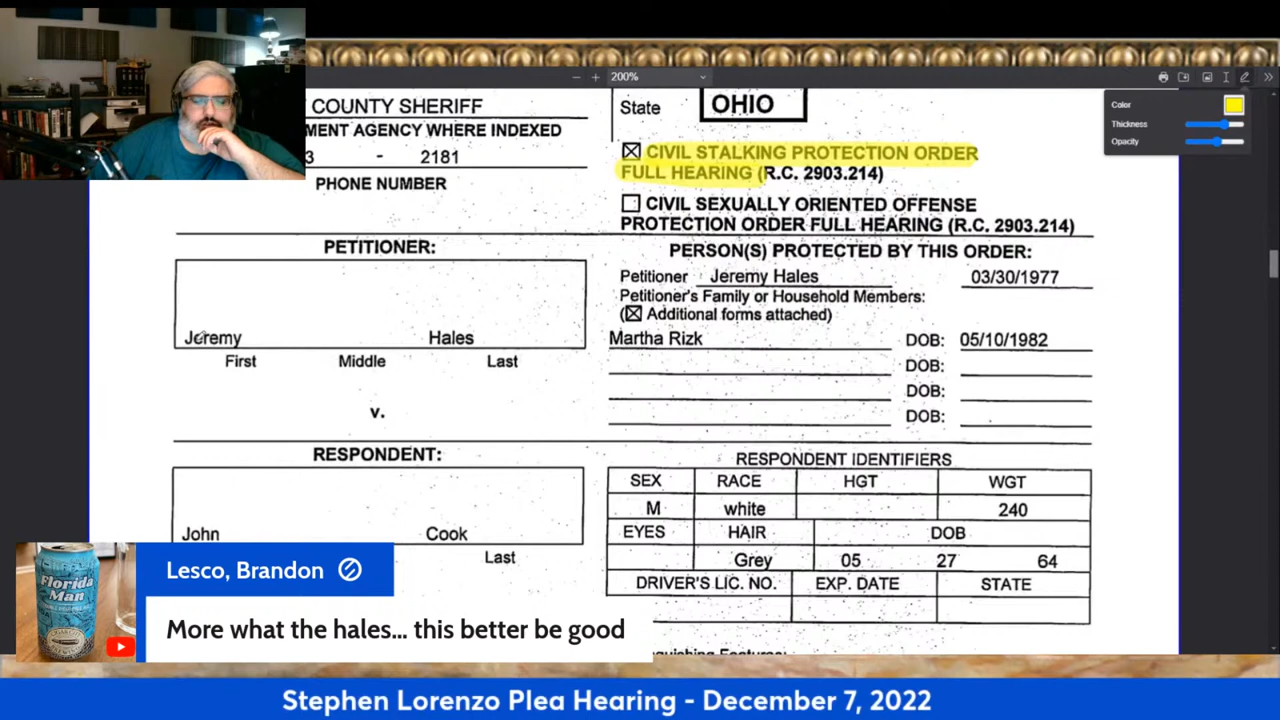 200%
Color
Thickness
Opacity
COUNTY SHERIFF
MENT AGENCY WHERE INDEXED
3 - 2181
PHONE NUMBER
State OHIO
☒ CIVIL STALKING PROTECTION ORDER
FULL HEARING (R.C. 2903.214)
☐ CIVIL SEXUALLY ORIENTED OFFENSE
PROTECTION ORDER FULL HEARING (R.C. 2903.214)
PETITIONER:
Jeremy Hales
First Middle Last
v.
RESPONDENT:
John Cook
Last
PERSON(S) PROTECTED BY THIS ORDER:
Petitioner Jeremy Hales 03/30/1977
Petitioner's Family or Household Members:
(☒ Additional forms attached)
Martha Rizk DOB: 05/10/1982
DOB:
DOB:
DOB:
RESPONDENT IDENTIFIERS
SEX RACE HGT WGT
M white 240
EYES HAIR DOB
Grey 05 27 64
DRIVER'S LIC. NO. EXP. DATE STATE
Florida
Man
Lesco, Brandon
More what the hales... this better be good
Stephen Lorenzo Plea Hearing - December 7, 2022